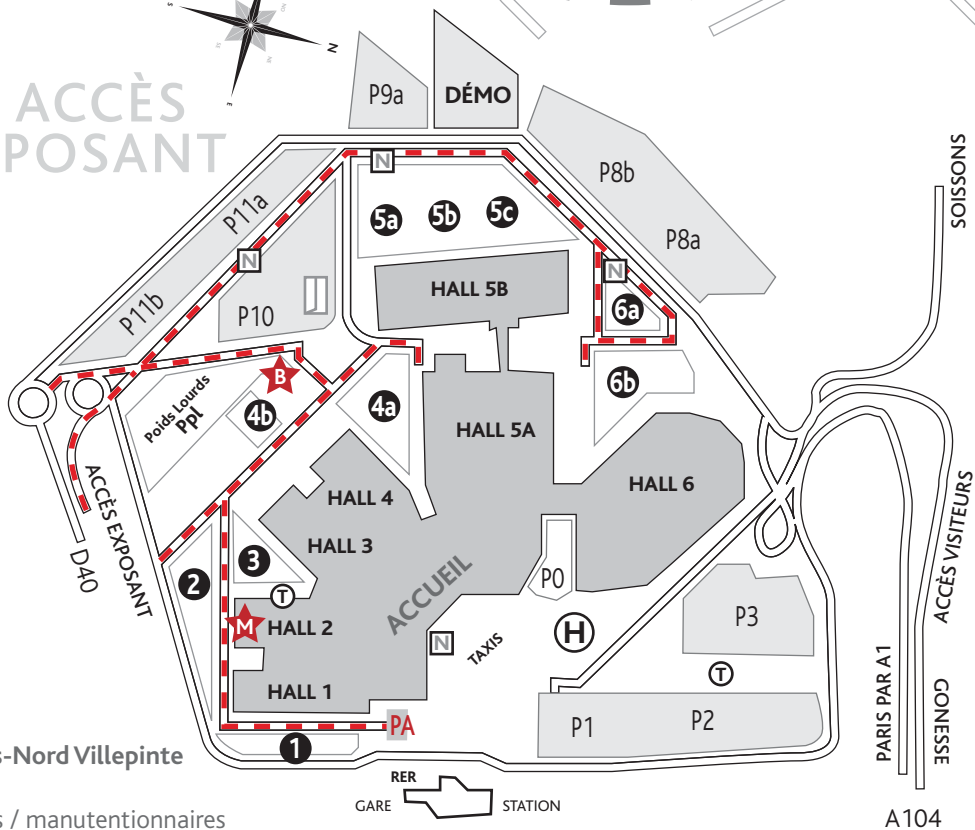 N
S
E
ACCÈS
POSANT
P9a
DÉMO
P8b
P8a
SOISSONS
N
5a
5b
5c
P11a
N
P11b
P10
HALL 5B
N
6a
B
Poids Lourds
Ppl
4b
4a
6b
HALL 5A
HALL 6
HALL 4
ACCÈS EXPOSANT
D40
HALL 3
3
2
ACCUEIL
P0
T
M
HALL 2
N
TAXIS
H
P3
T
ACCÈS VISITEURS
HALL 1
PA
P1
P2
PARIS PAR A1
GONESSE
1
s-Nord Villepinte
RER
GARE
STATION
s / manutentionnaires
A104